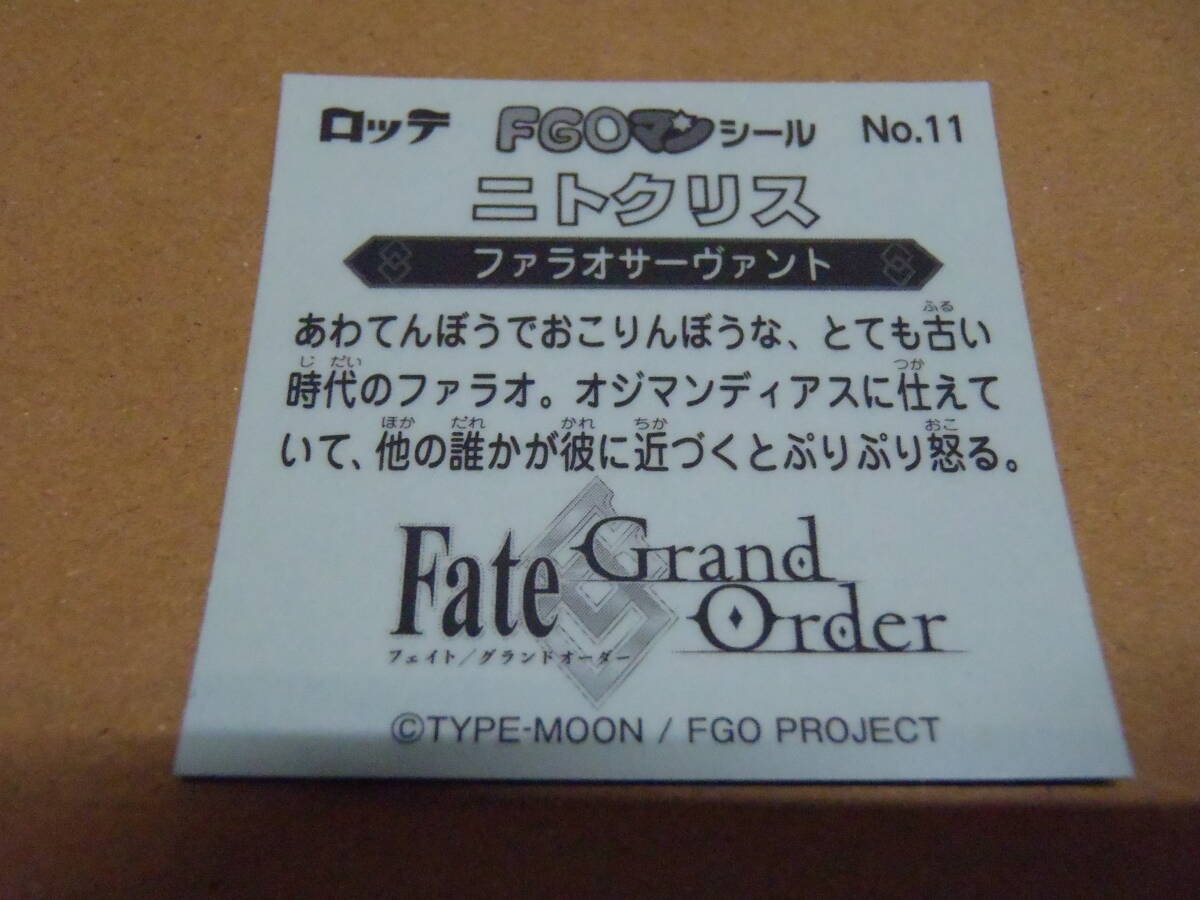 ロッテ FGOマンシール No.11
ニトクリス
ファラオサーヴァント
あわてんぼうでおこりんぼうな、とても古い
時代のファラオ。オジマンディアスに仕えて
いて、他の誰かが彼に近づくとぷりぷり怒る。
Fate Grand Order
フェイト/グランドオーダー
©TYPE-MOON / FGO PROJECT